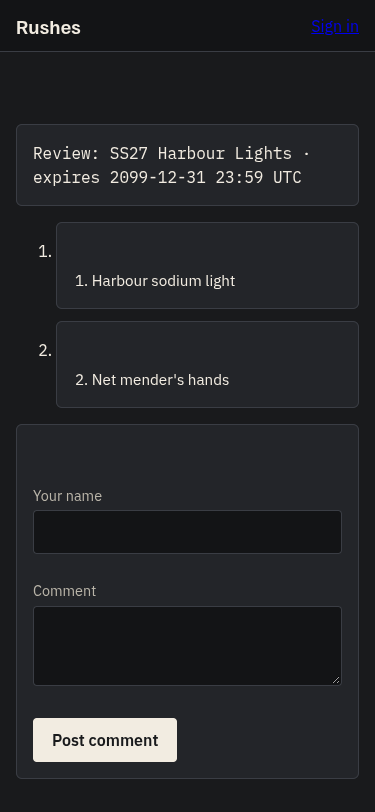 Rushes
Sign in
Review: SS27 Harbour Lights ·
expires 2099-12-31 23:59 UTC
1.
1. Harbour sodium light
2.
2. Net mender's hands
Your name
Comment
Post comment